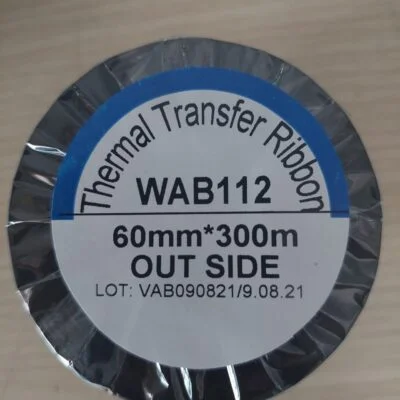 Thermal Transfer Ribbon
WAB112
60mm*300m
OUT SIDE
LOT: VAB090821/9.08.21